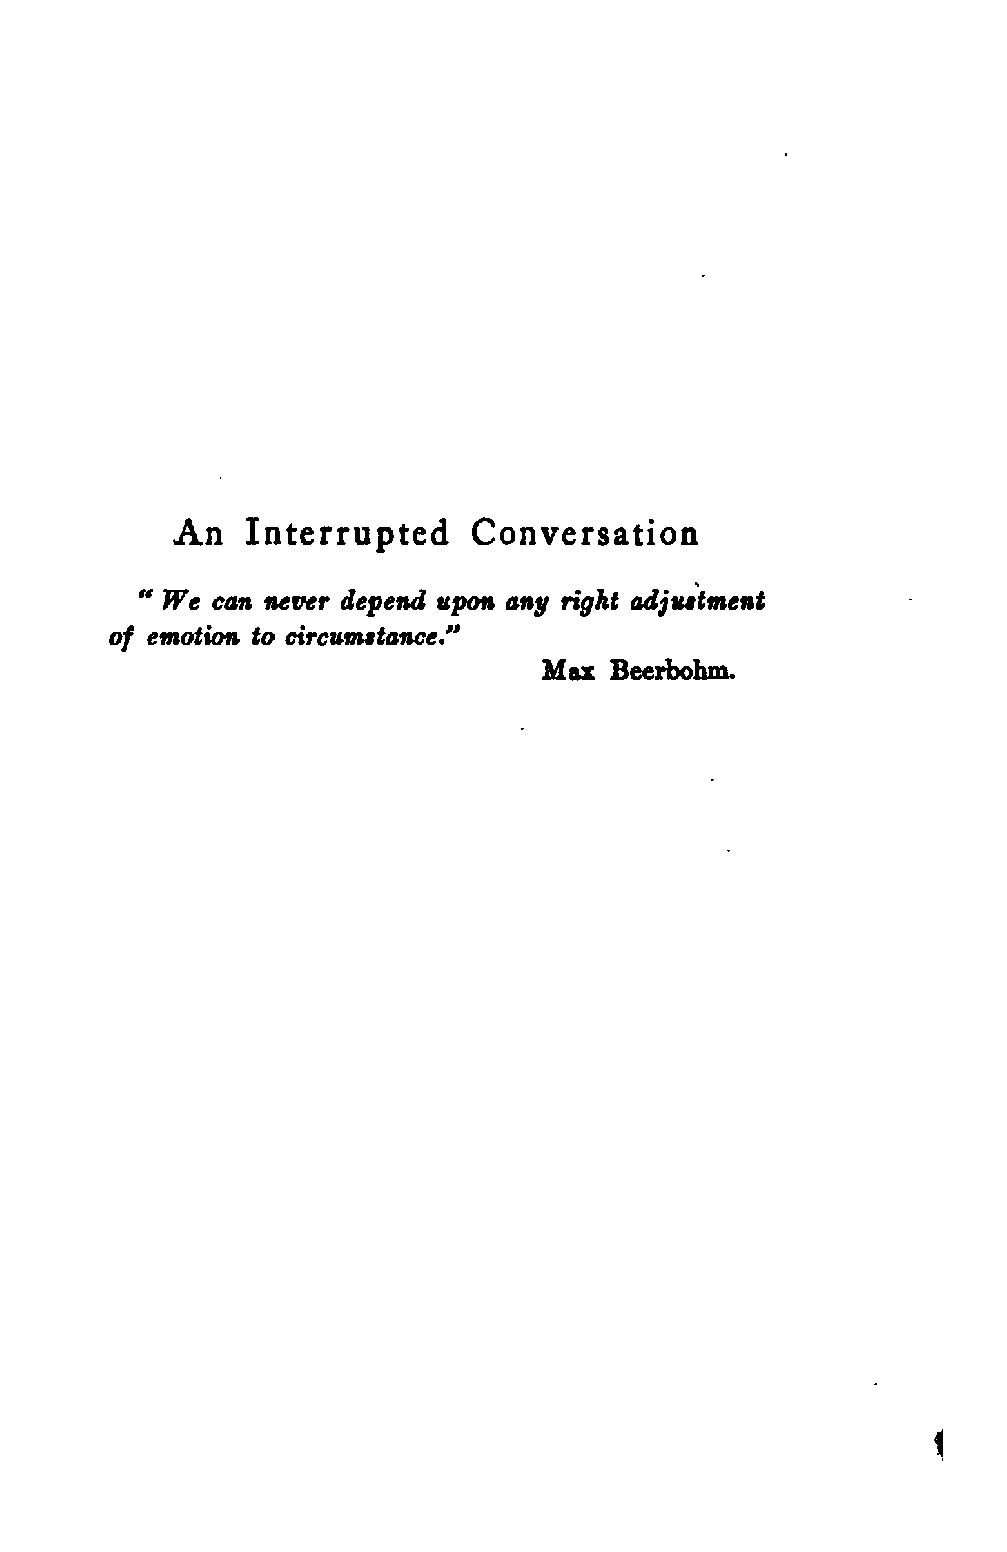 An Interrupted Conversation
“ We can never depend upon any right adjustment
of emotion to circumstance.”
Max Beerbohm.